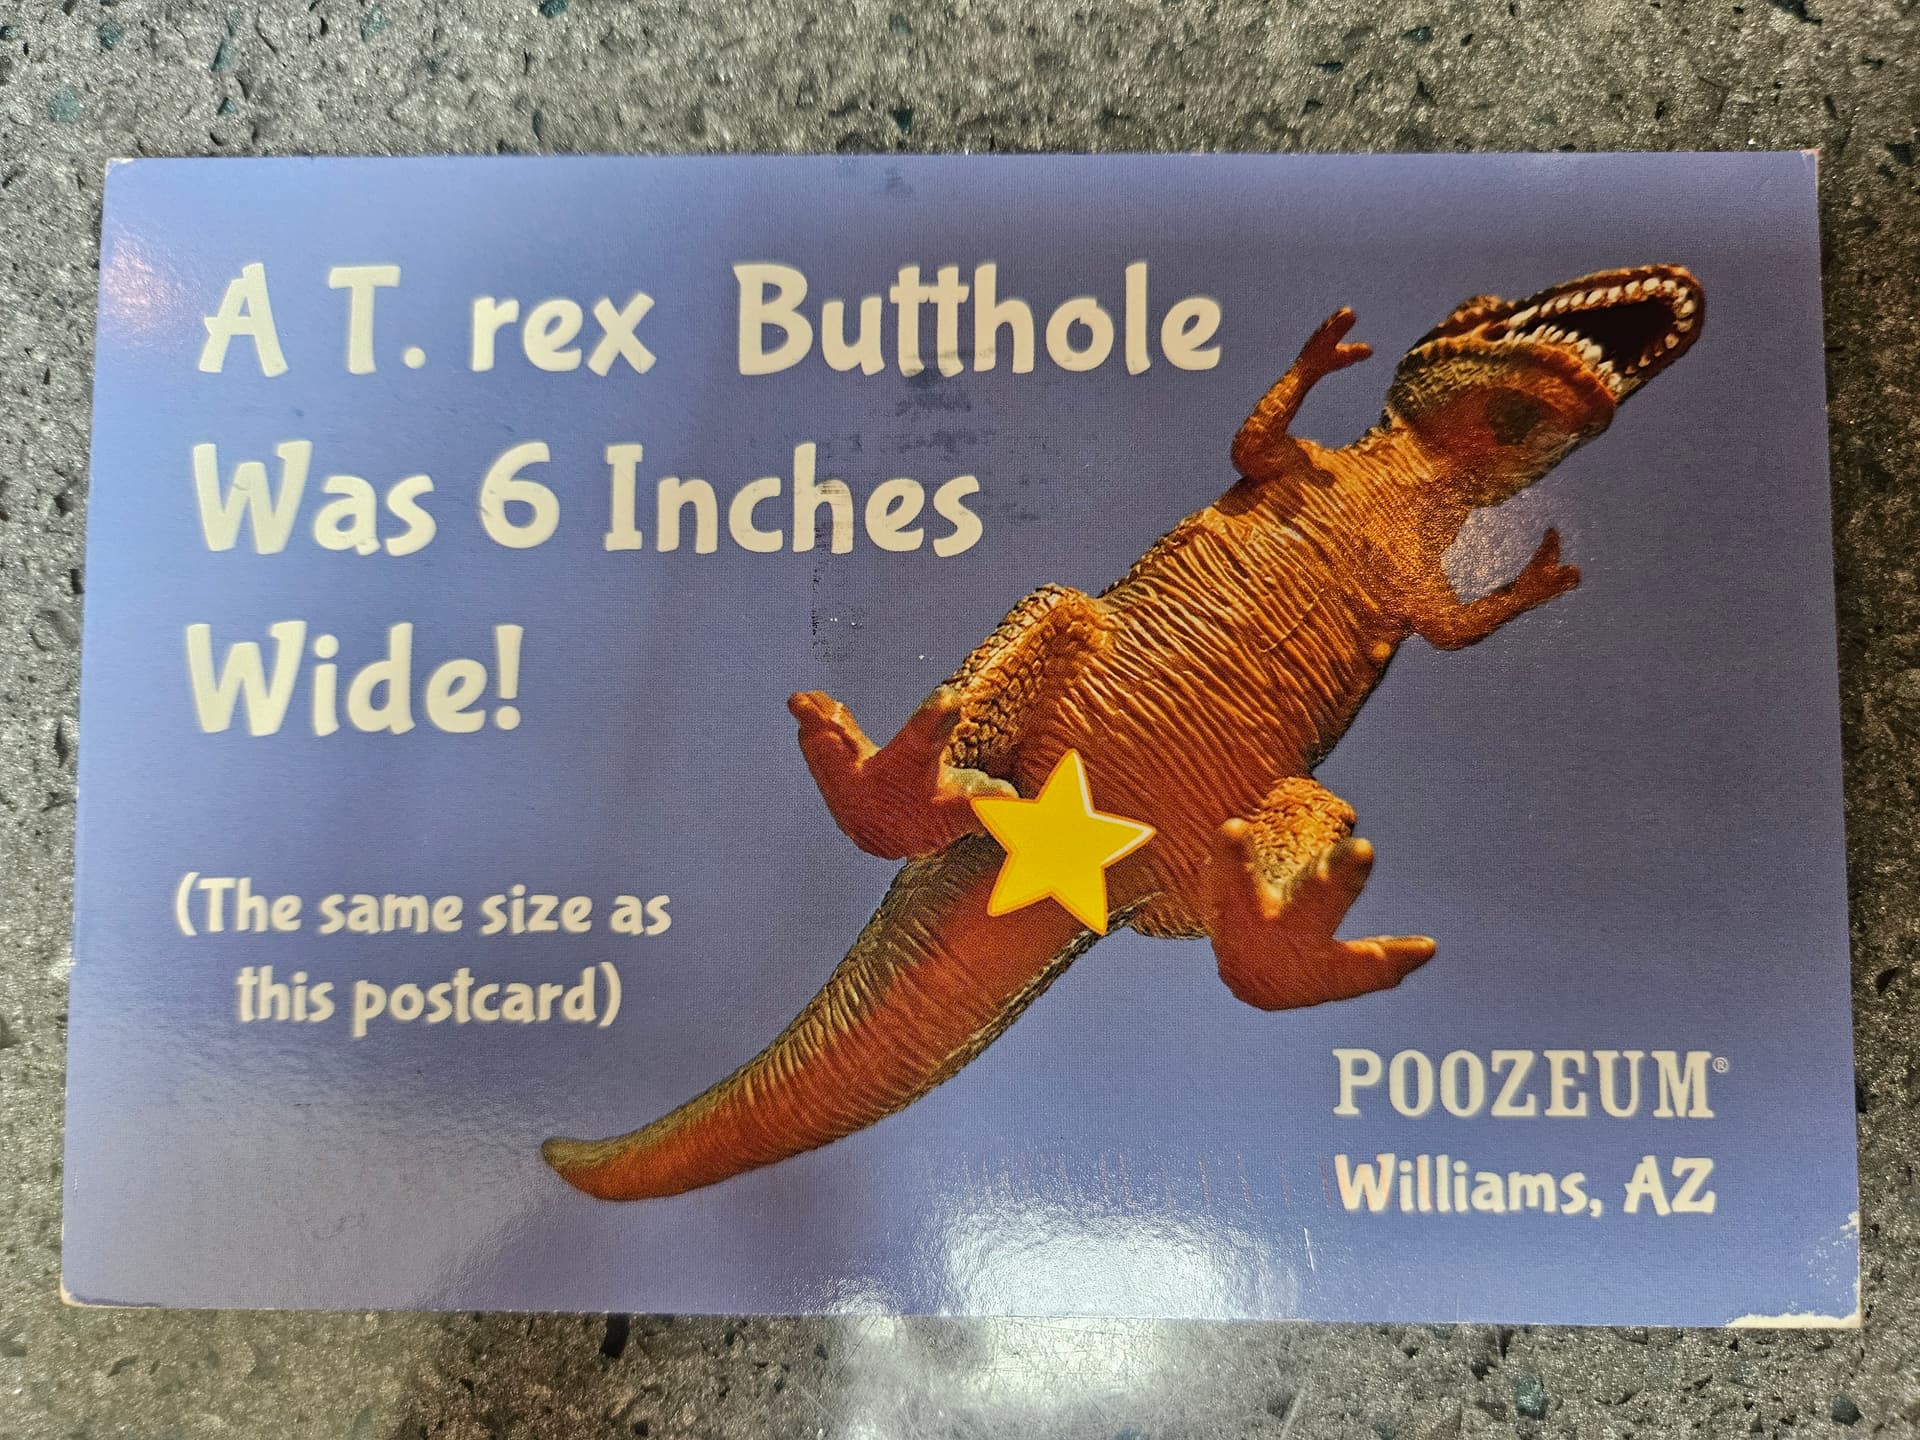 A T. rex Butthole
Was 6 Inches
Wide!
(The same size as
this postcard)
POOZEUM®
Williams, AZ